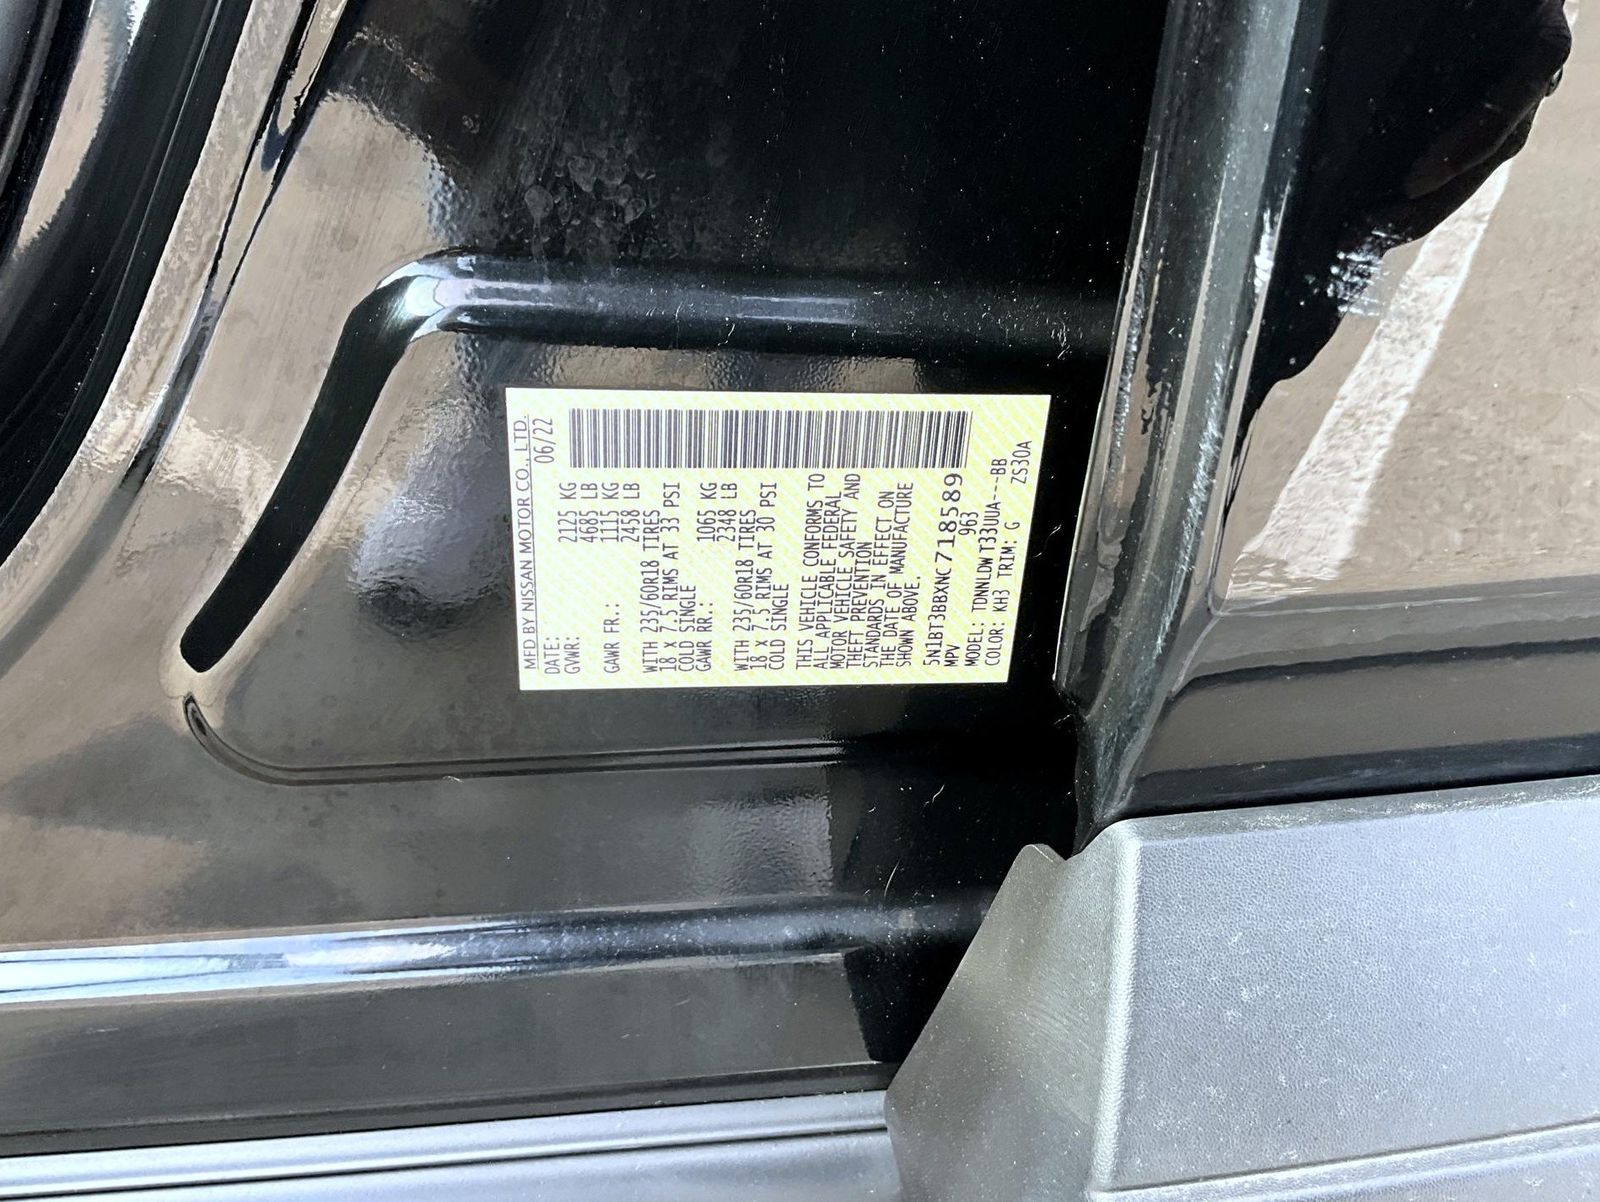 MFD BY NISSAN MOTOR CO., LTD.
DATE: 06/22
GVWR: 2125 KG
4685 LB
GAWR FR.: 1115 KG
2458 LB
WITH 235/60R18 TIRES
18 x 7.5 RIMS AT 33 PSI
COLD SINGLE
GAWR RR.: 1065 KG
2348 LB
WITH 235/60R18 TIRES
18 x 7.5 RIMS AT 30 PSI
COLD SINGLE
THIS VEHICLE CONFORMS TO
ALL APPLICABLE FEDERAL
MOTOR VEHICLE SAFETY AND
THEFT PREVENTION
STANDARDS IN EFFECT ON
THE DATE OF MANUFACTURE
SHOWN ABOVE.
5N1BT3BBXNC718589
MPV 963
MODEL: TDNNLDWT33UUA---BB
COLOR: KH3 TRIM: G ZS30A